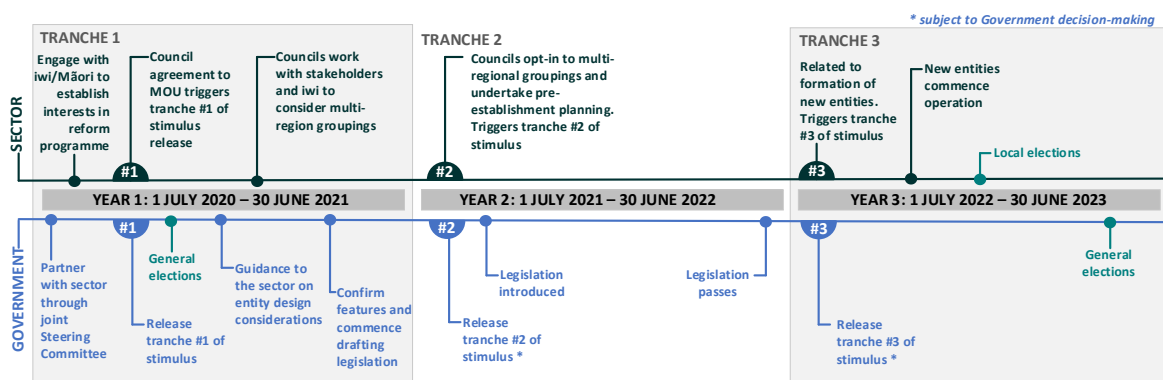 * subject to Government decision-making
TRANCHE 1
TRANCHE 2
TRANCHE 3
SECTOR
Engage with
iwi/Māori to
establish
interests in
reform
programme
Council
agreement to
MOU triggers
tranche #1 of
stimulus
release
Councils work
with stakeholders
and iwi to
consider multi-
region groupings
Councils opt-in to multi-
regional groupings and
undertake pre-
establishment planning.
Triggers tranche #2 of
stimulus
Related to
formation of
new entities.
Triggers tranche
#3 of stimulus
New entities
commence
operation
Local elections
#1
#2
#3
YEAR 1: 1 JULY 2020 – 30 JUNE 2021
YEAR 2: 1 JULY 2021 - 30 JUNE 2022
YEAR 3: 1 JULY 2022 – 30 JUNE 2023
GOVERNMENT
#1
#2
#3
Partner
with sector
through
joint
Steering
Committee
Release
tranche #1 of
stimulus
General
elections
Guidance to
the sector on
entity design
considerations
Confirm
features and
commence
drafting
legislation
Release
tranche #2 of
stimulus *
Legislation
introduced
Legislation
passes
Release
tranche #3 of
stimulus *
General
elections